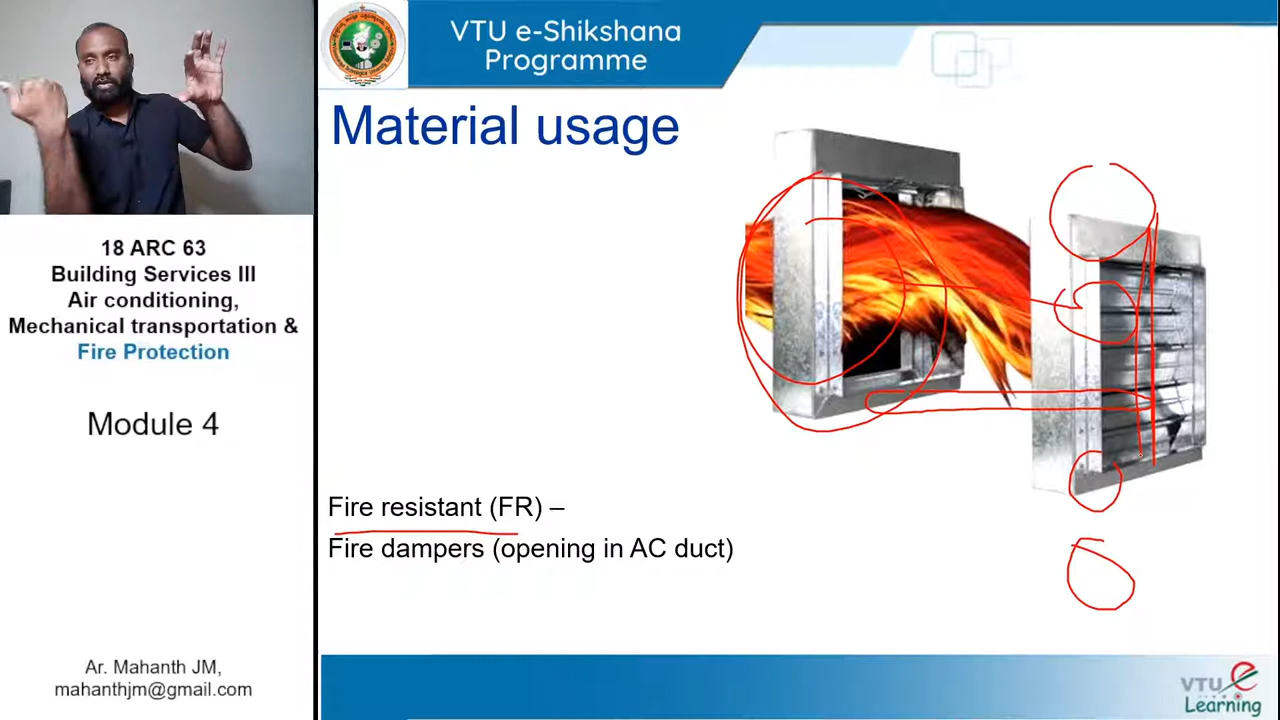 VTU e-Shikshana
Programme
Material usage
18 ARC 63
Building Services III
Air conditioning,
Mechanical transportation &
Fire Protection
Module 4
Fire resistant (FR) –
Fire dampers (opening in AC duct)
Ar. Mahanth JM,
mahanthjm@gmail.com
VTU e
Learning